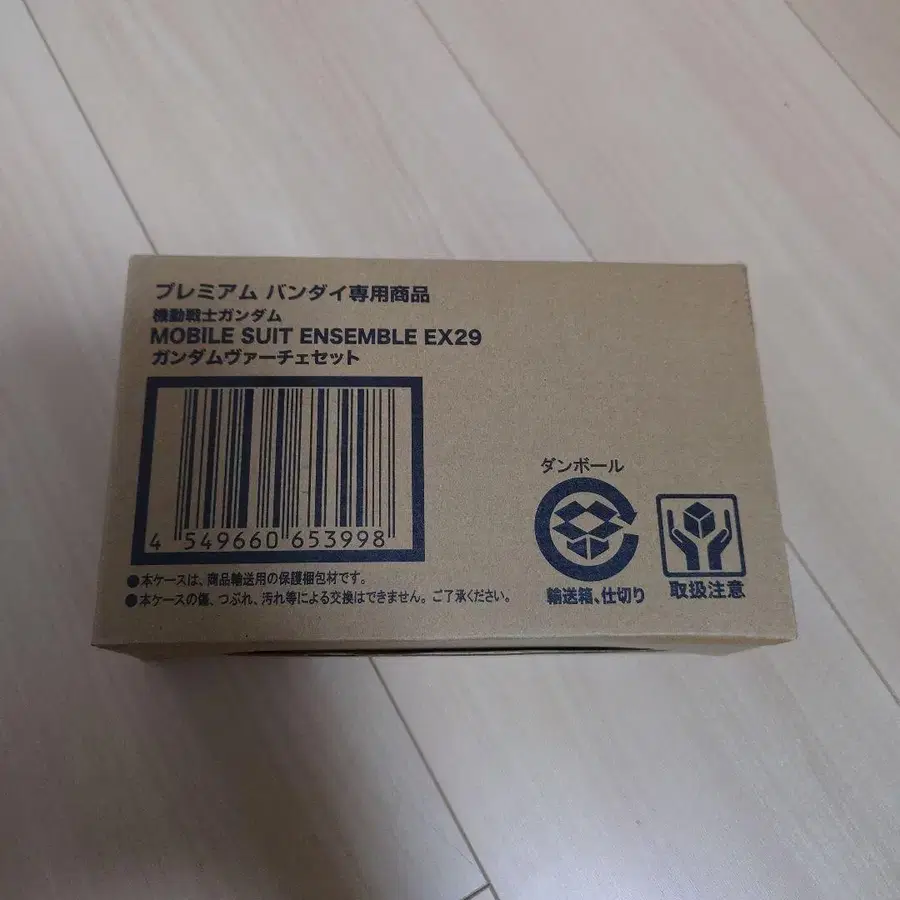 プレミアム バンダイ専用商品
機動戦士ガンダム
MOBILE SUIT ENSEMBLE EX29
ガンダムヴァーチェセット
4 549660 653998
●本ケースは、商品輸送用の保護梱包材です。
●本ケースの傷、つぶれ、汚れ等による交換はできません。ご了承ください。
ダンボール
輸送箱、仕切り
取扱注意